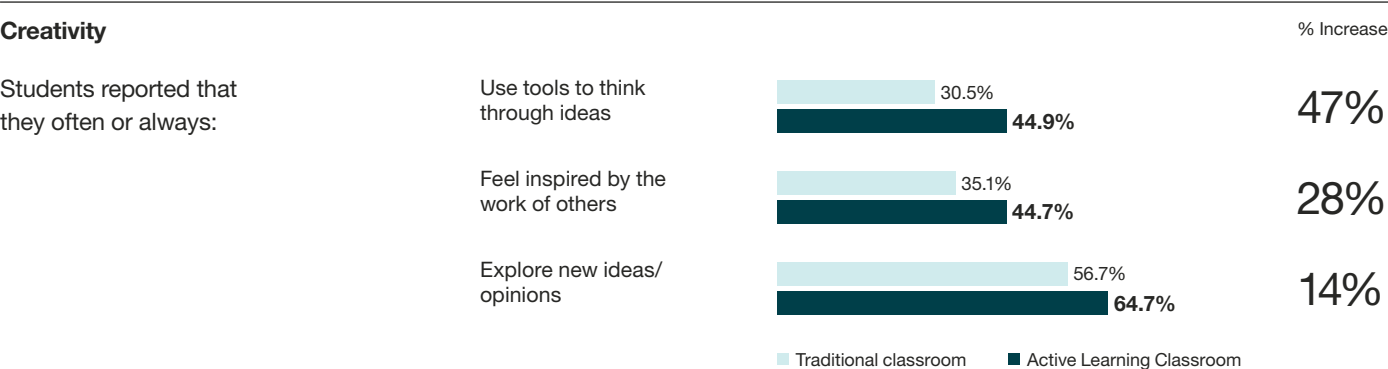 Creativity
% Increase
Students reported that
they often or always:
Use tools to think
through ideas
30.5%
44.9%
47%
Feel inspired by the
work of others
35.1%
44.7%
28%
Explore new ideas/
opinions
56.7%
64.7%
14%
Traditional classroom
Active Learning Classroom